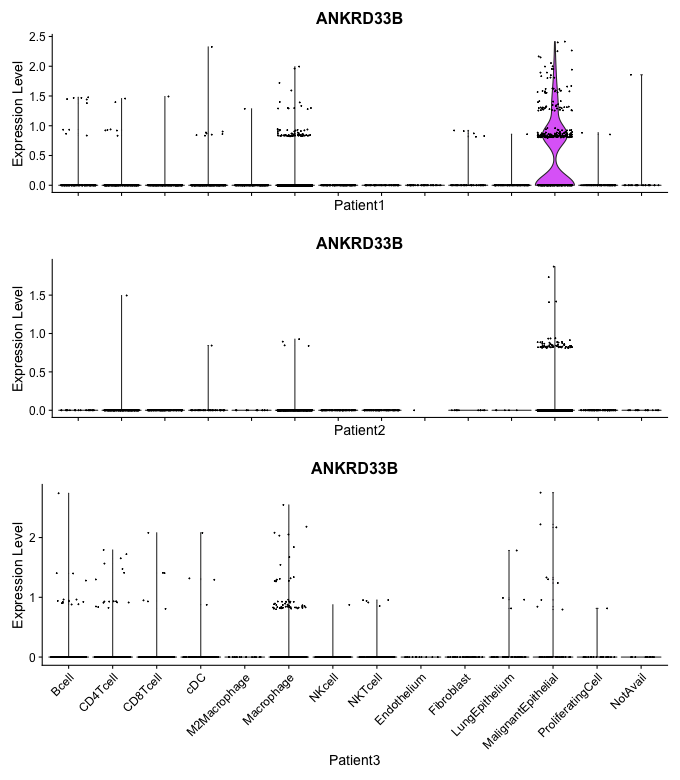 ANKRD33B
Expression Level
2.5
2.0
1.5
1.0
0.5
0.0
Patient1
ANKRD33B
Expression Level
1.5
1.0
0.5
0.0
Patient2
ANKRD33B
Expression Level
2
1
0
Bcell
CD4Tcell
CD8Tcell
cDC
M2Macrophage
Macrophage
NKcell
NKTcell
Endothelium
Fibroblast
LungEpithelium
MalignantEpithelial
ProliferatingCell
NotAvail
Patient3